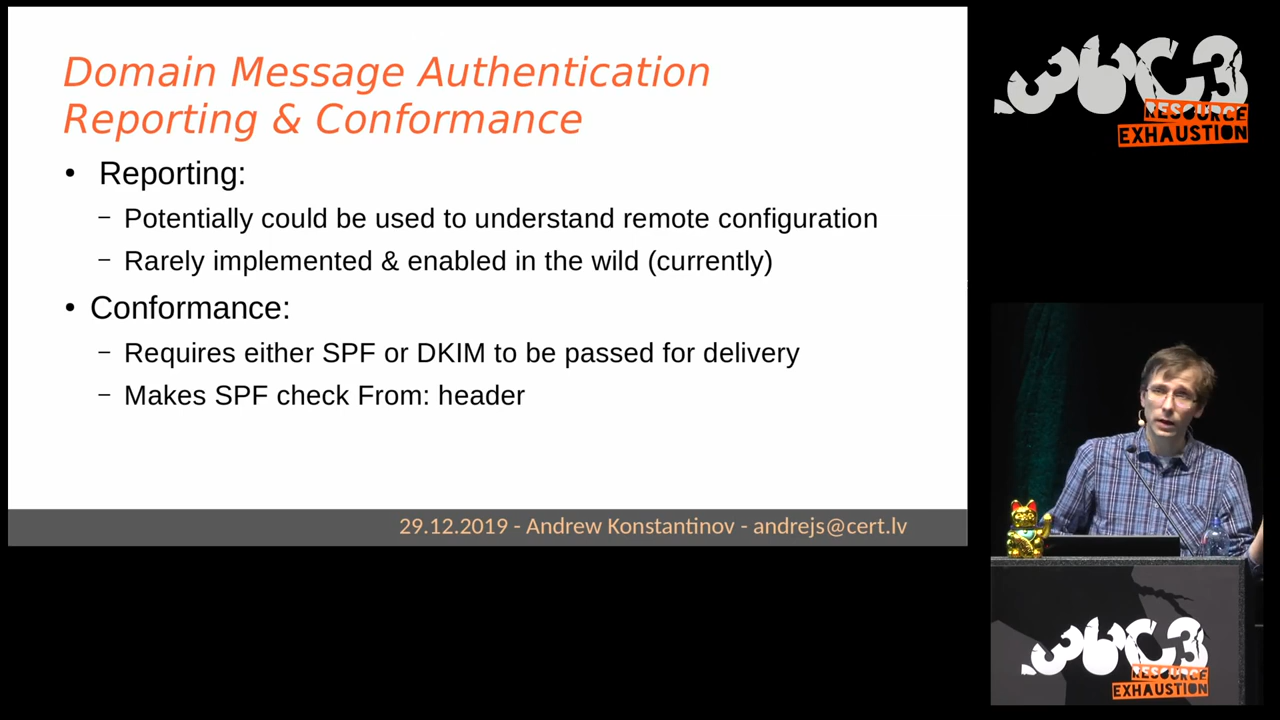 Domain Message Authentication
Reporting & Conformance
• Reporting:
– Potentially could be used to understand remote configuration
– Rarely implemented & enabled in the wild (currently)
• Conformance:
– Requires either SPF or DKIM to be passed for delivery
– Makes SPF check From: header
29.12.2019 - Andrew Konstantinov - andrejs@cert.lv
36C3
RESOURCE
EXHAUSTION
36C3
RESOURCE
EXHAUSTION